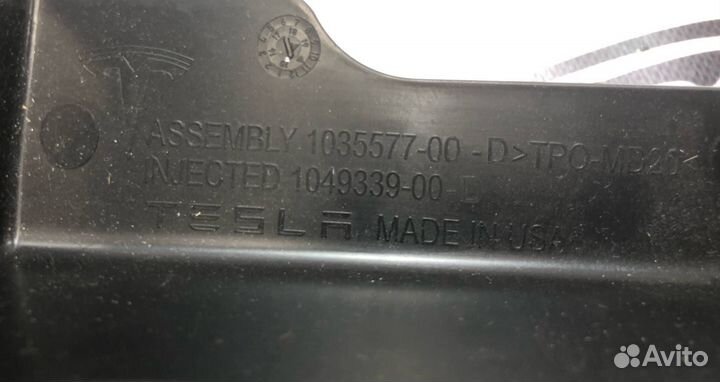 ASSEMBLY 1035577-00 -D >TPO-MD20<
INJECTED 1049339-00-
TESLA MADE IN USA
Avito